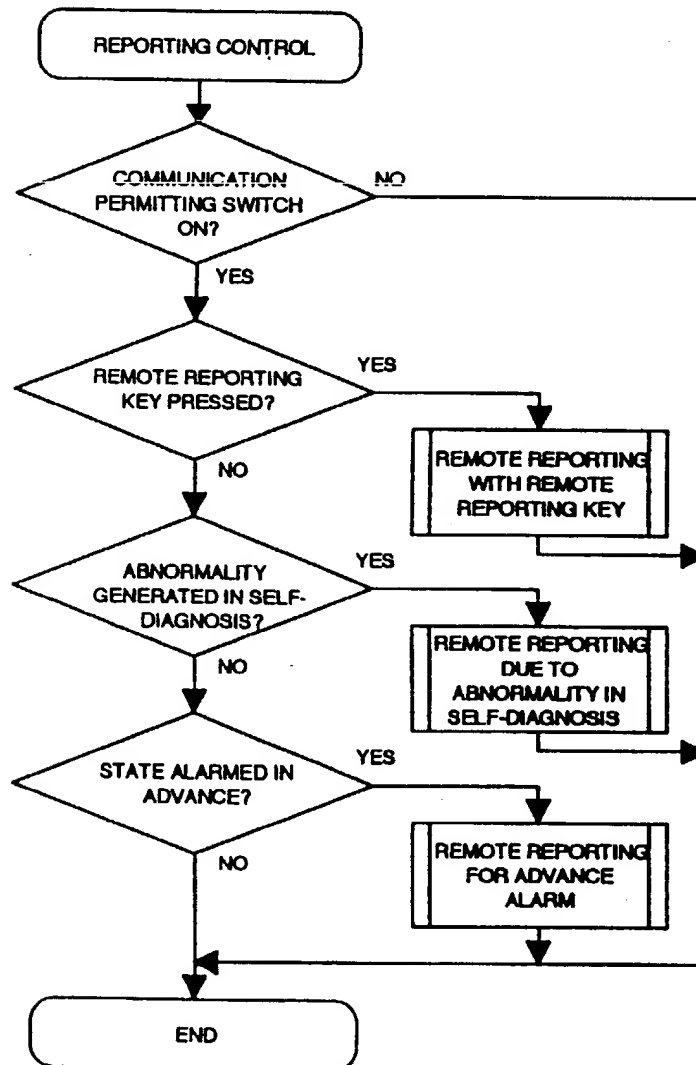 REPORTING CONTROL
COMMUNICATION
PERMITTING SWITCH
ON?
NO
YES
REMOTE REPORTING
KEY PRESSED?
YES
NO
REMOTE REPORTING
WITH REMOTE
REPORTING KEY
ABNORMALITY
GENERATED IN SELF-
DIAGNOSIS?
YES
NO
REMOTE REPORTING
DUE TO
ABNORMALITY IN
SELF-DIAGNOSIS
STATE ALARMED IN
ADVANCE?
YES
NO
REMOTE REPORTING
FOR ADVANCE
ALARM
END